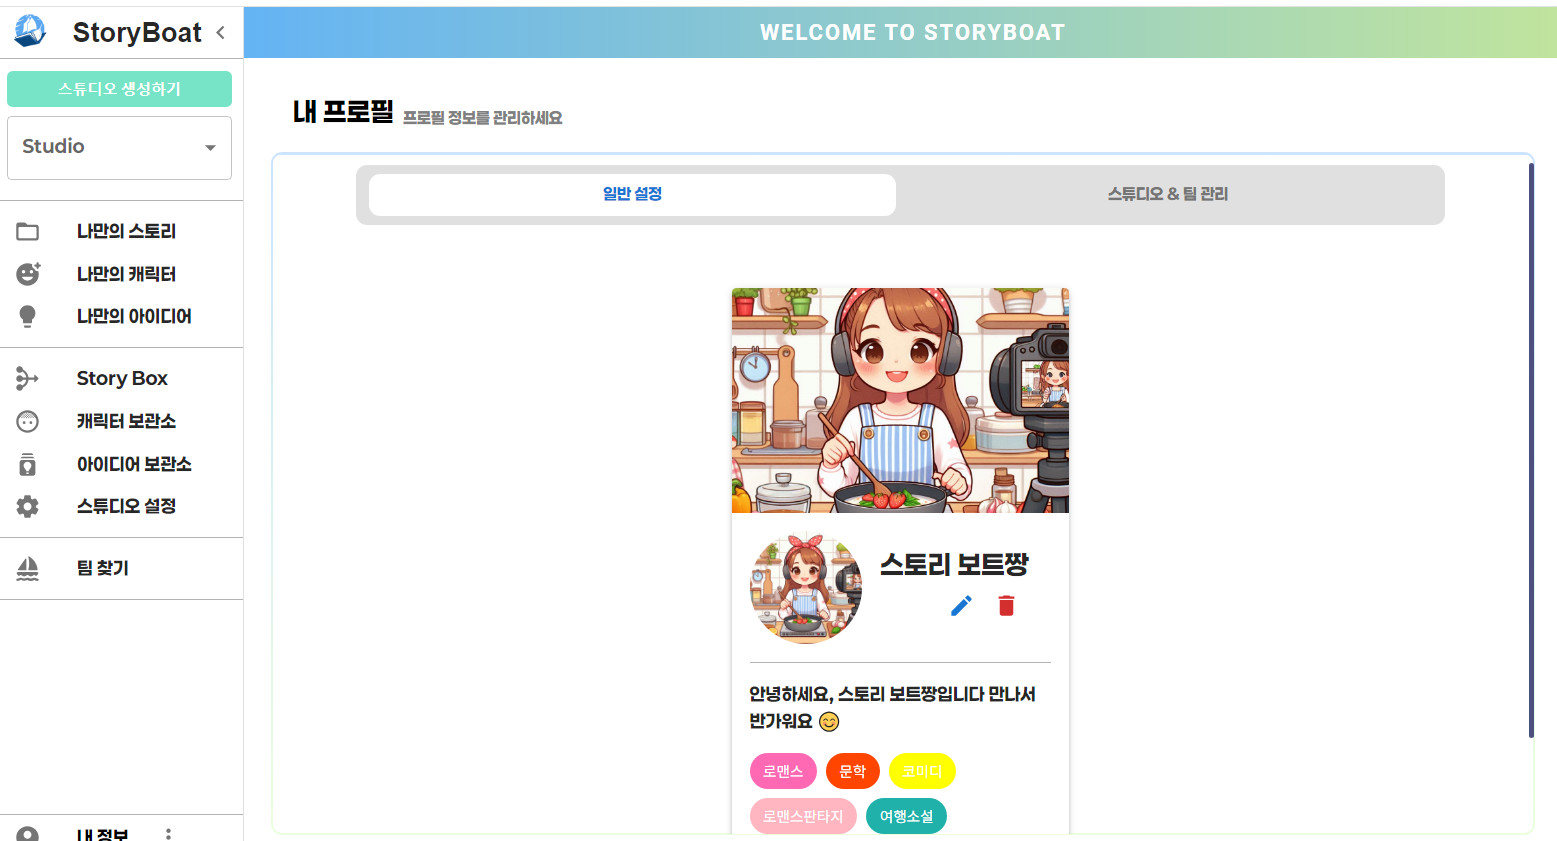 StoryBoat
WELCOME TO STORYBOAT
스튜디오 생성하기
Studio
나만의 스토리
나만의 캐릭터
나만의 아이디어
Story Box
캐릭터 보관소
아이디어 보관소
스튜디오 설정
팀 찾기
내 정보
내 프로필 프로필 정보를 관리하세요
일반 설정
스튜디오 & 팀 관리
스토리 보트짱
안녕하세요, 스토리 보트짱입니다 만나서
반가워요 😊
로맨스 문학 코미디
로맨스판타지 여행소설